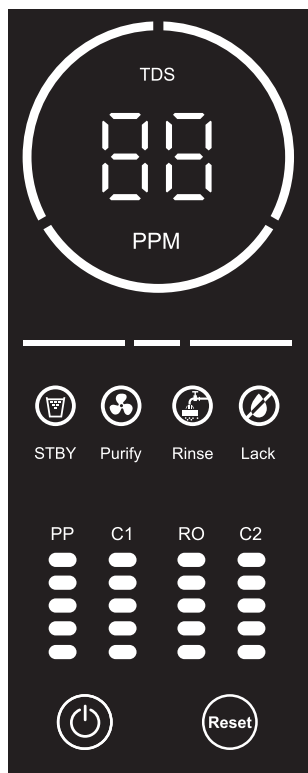 TDS
88
PPM
STBY Purify Rinse Lack
PP C1 RO C2
Reset